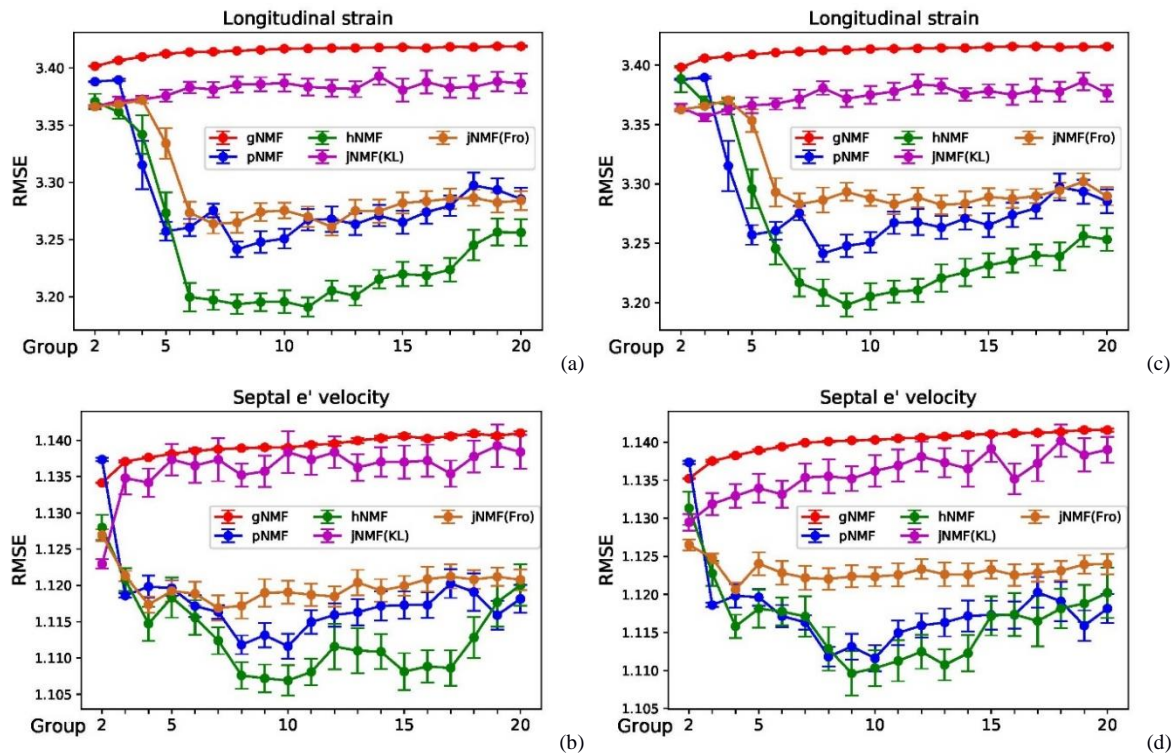 Longitudinal strain
3.40
3.35
3.30
3.25
3.20
RMSE
gNMF
hNMF
jNMF(Fro)
pNMF
jNMF(KL)
Group
2
5
10
15
20
(a)
Longitudinal strain
3.40
3.35
3.30
3.25
3.20
RMSE
gNMF
hNMF
jNMF(Fro)
pNMF
jNMF(KL)
Group
2
5
10
15
20
(c)
Septal e' velocity
1.140
1.135
1.130
1.125
1.120
1.115
1.110
1.105
RMSE
gNMF
hNMF
jNMF(Fro)
pNMF
jNMF(KL)
Group
2
5
10
15
20
(b)
Septal e' velocity
1.140
1.135
1.130
1.125
1.120
1.115
1.110
1.105
RMSE
gNMF
hNMF
jNMF(Fro)
pNMF
jNMF(KL)
Group
2
5
10
15
20
(d)